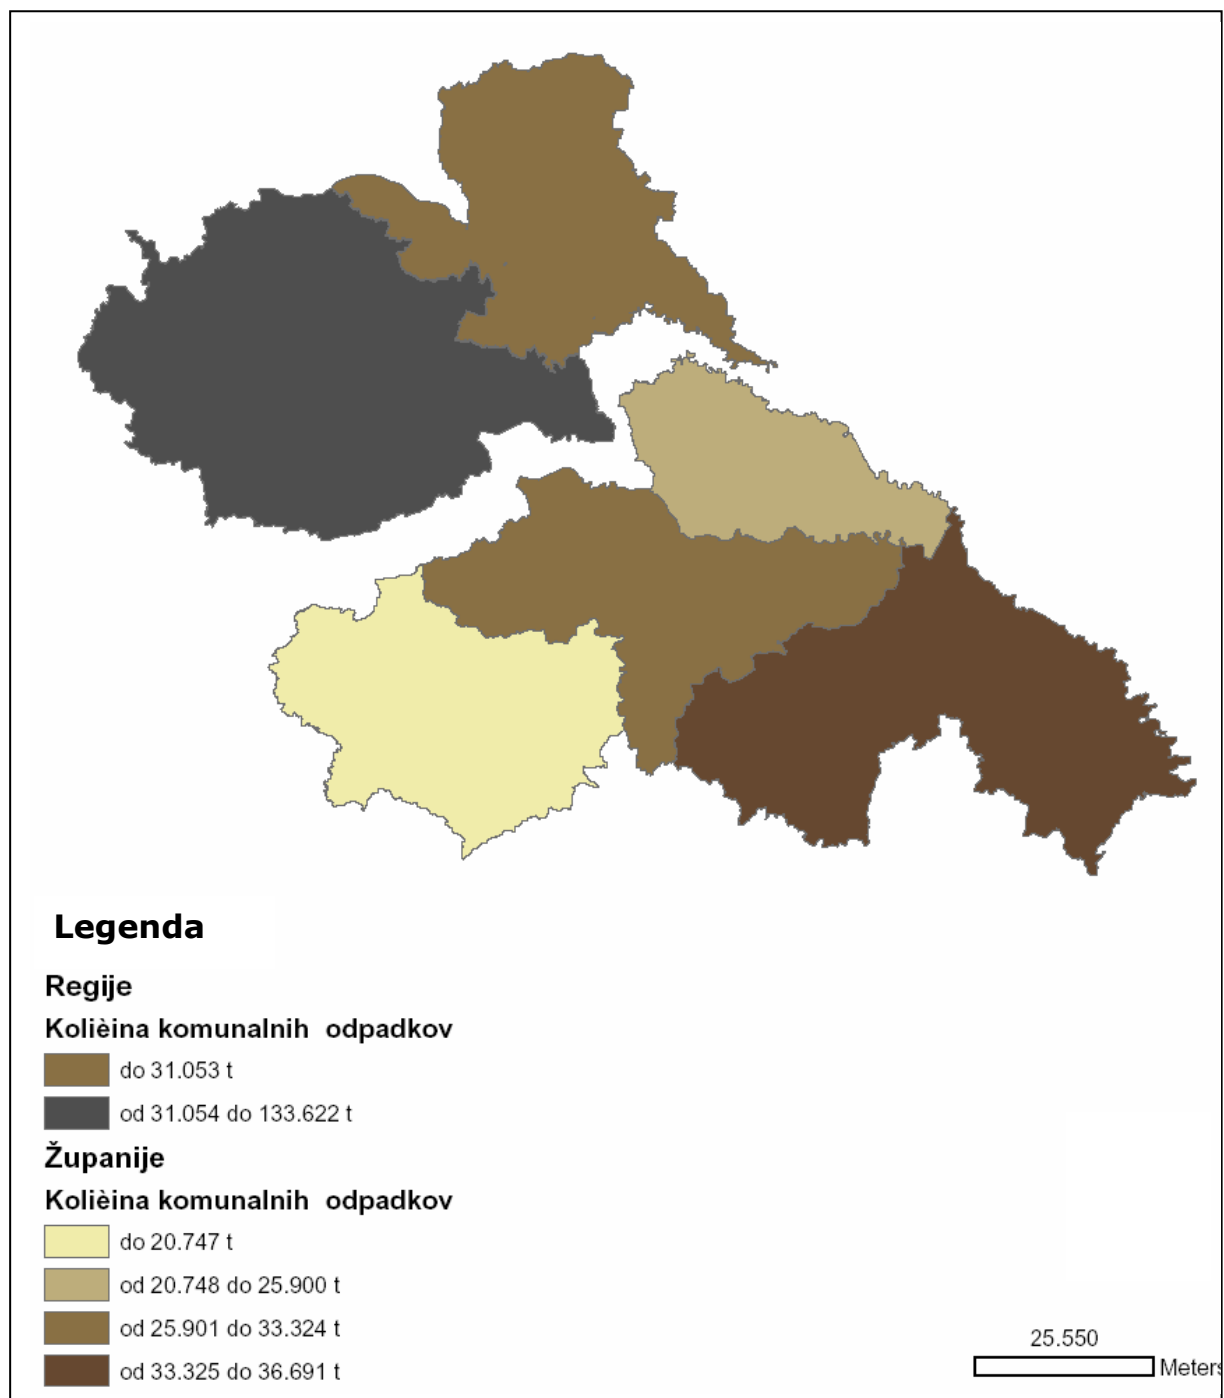 Legenda
Regije
Kolièina komunalnih odpadkov
do 31.053 t
od 31.054 do 133.622 t
Županije
Kolièina komunalnih odpadkov
do 20.747 t
od 20.748 do 25.900 t
od 25.901 do 33.324 t
od 33.325 do 36.691 t
25.550
Meters